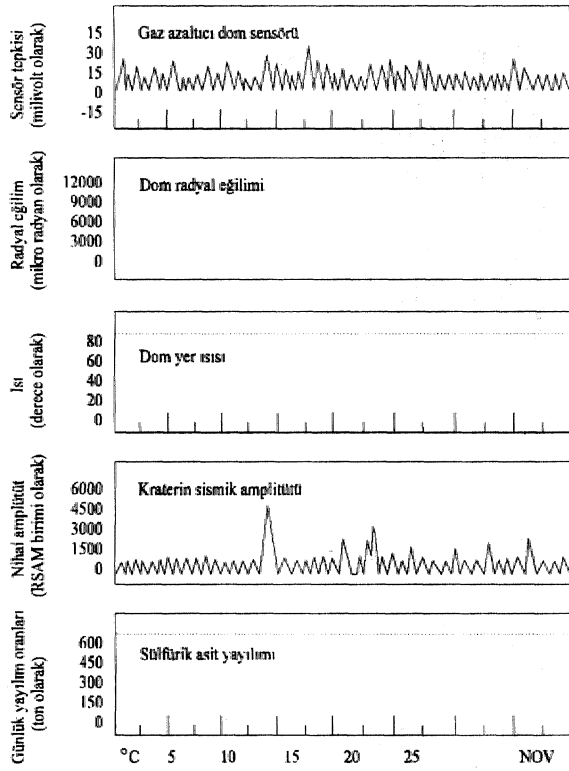 Sensör tepkisi
(milivolt olarak)
15
30
15
0
-15
Gaz azaltıcı dom sensörü
Radyal eğilim
(mikro radyan olarak)
12000
9000
6000
3000
0
Dom radyal eğilimi
Isı
(derece olarak)
80
60
40
20
0
Dom yer ısısı
Nihai amplütüt
(RSAM birimi olarak)
6000
4500
3000
1500
0
Kraterin sismik amplitütü
Günlük yayılım oranları
(ton olarak)
600
450
300
150
0
Sülfürik asit yayılımı
°C 5 10 15 20 25 NOV